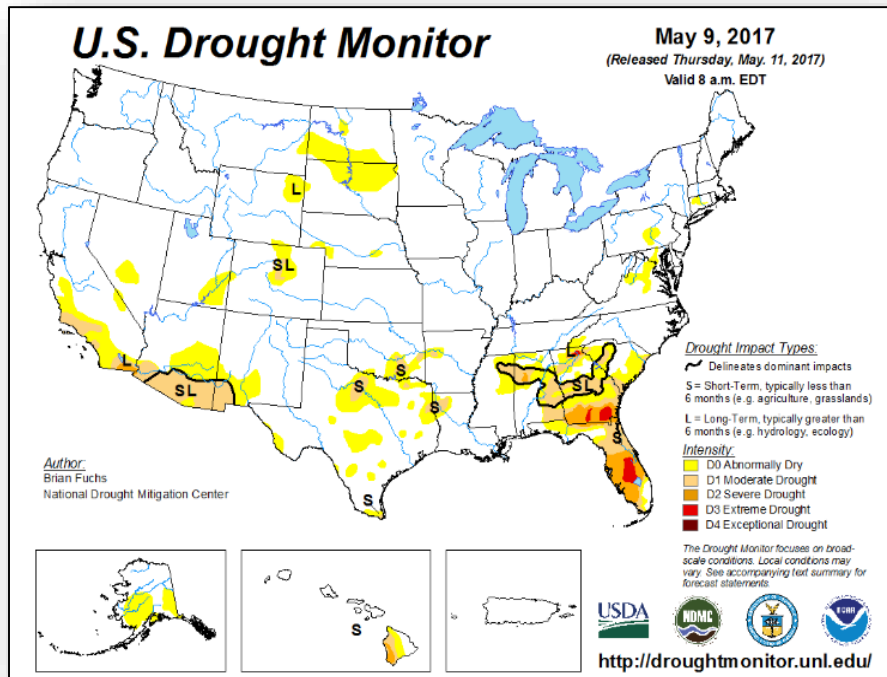 U.S. Drought Monitor
May 9, 2017
(Released Thursday, May. 11, 2017)
Valid 8 a.m. EDT
L
SL
L
SL
S
S
S
S
L
SL
S
S
Drought Impact Types:
Delineates dominant impacts
S = Short-Term, typically less than
6 months (e.g. agriculture, grasslands)
L = Long-Term, typically greater than
6 months (e.g. hydrology, ecology)
Intensity:
D0 Abnormally Dry
D1 Moderate Drought
D2 Severe Drought
D3 Extreme Drought
D4 Exceptional Drought
Author:
Brian Fuchs
National Drought Mitigation Center
The Drought Monitor focuses on broad-
scale conditions. Local conditions may
vary. See accompanying text summary for
forecast statements.
USDA
NDMC
http://droughtmonitor.unl.edu/